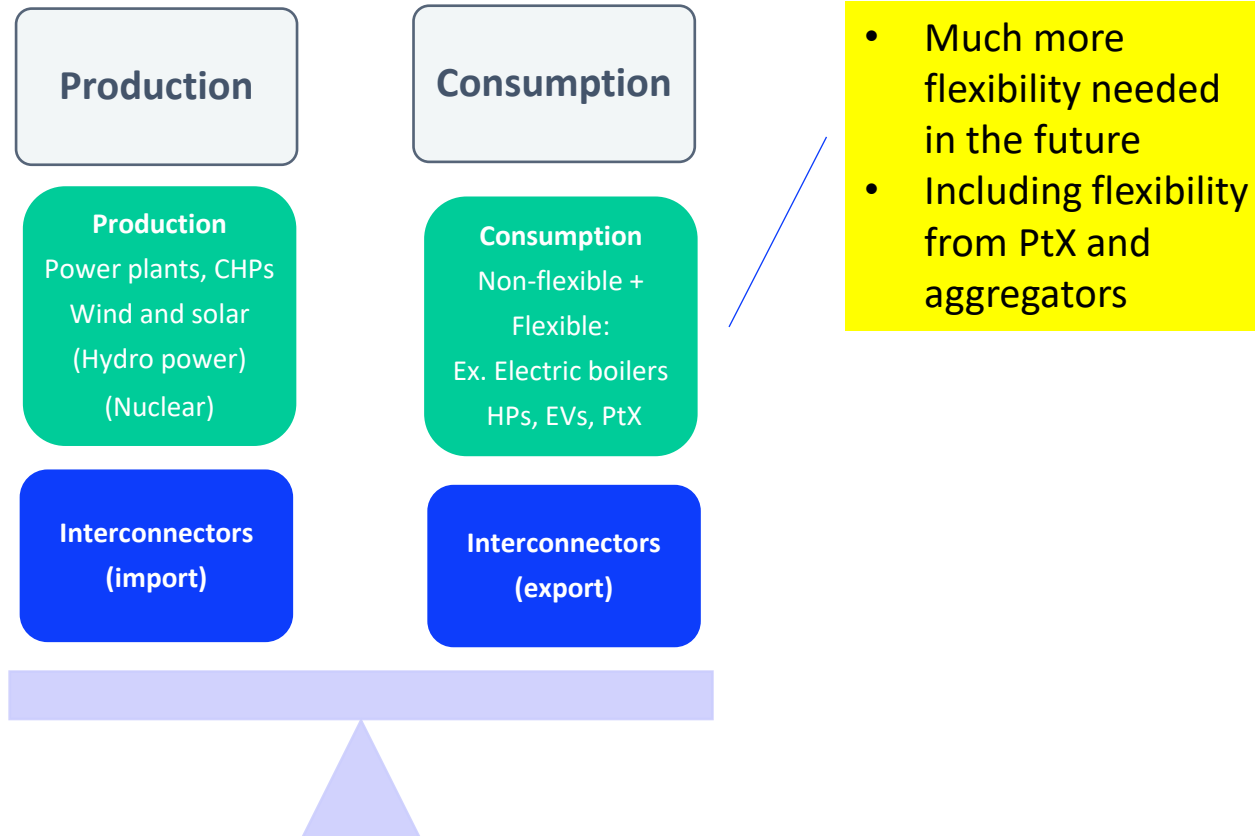 Production
Production
Power plants, CHPs
Wind and solar
(Hydro power)
(Nuclear)
Interconnectors
(import)
Consumption
Consumption
Non-flexible +
Flexible:
Ex. Electric boilers
HPs, EVs, PtX
Interconnectors
(export)
• Much more
flexibility needed
in the future
• Including flexibility
from PtX and
aggregators